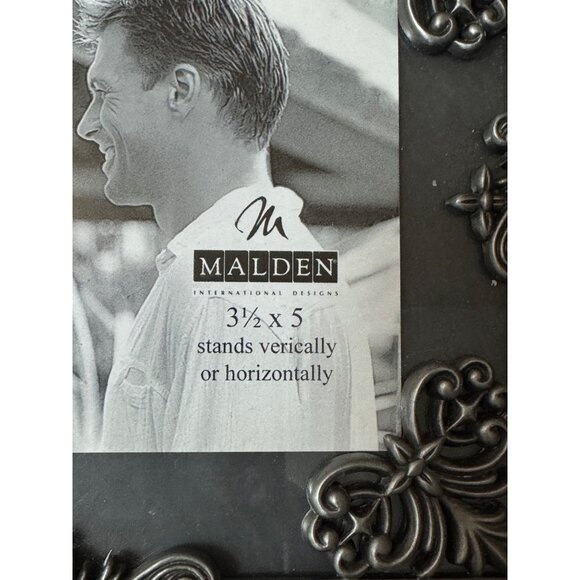 M
MALDEN
INTERNATIONAL DESIGNS
3½ x 5
stands verically
or horizontally